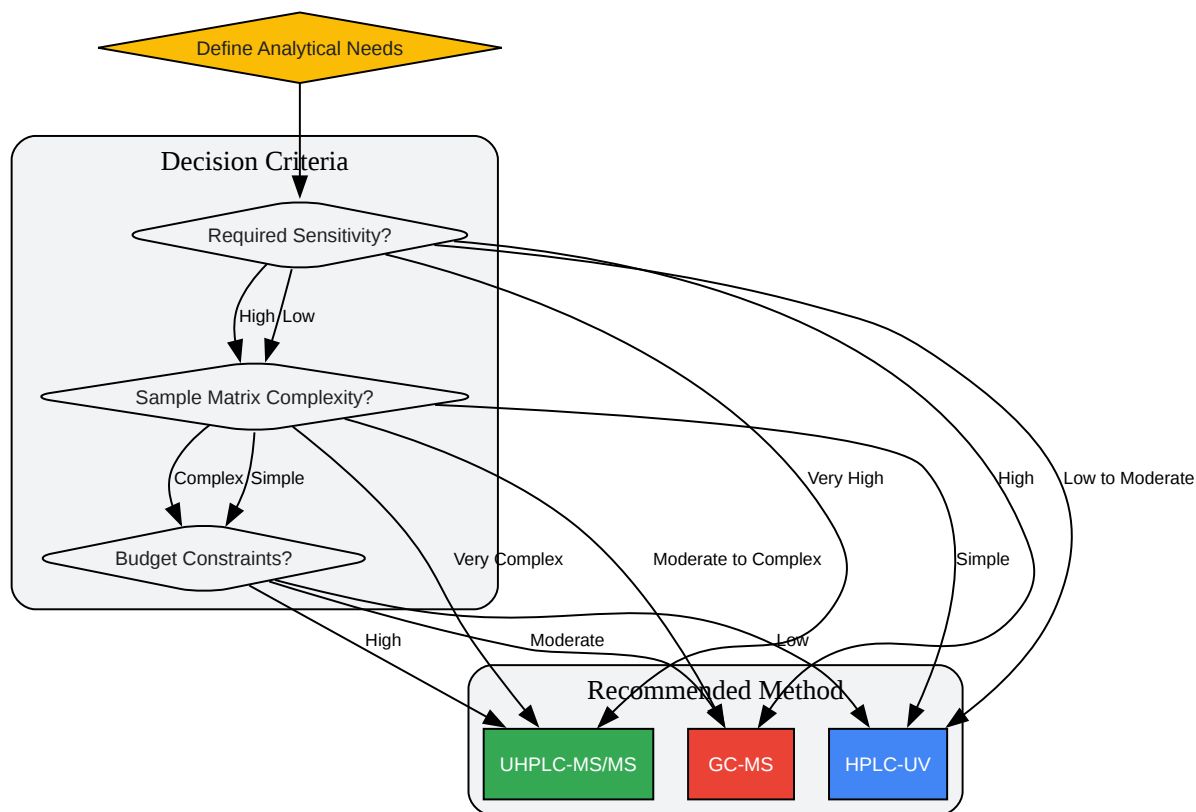 Define Analytical Needs
Decision Criteria
Required Sensitivity?
High
Low
Sample Matrix Complexity?
Complex
Simple
Very High
High
Low to Moderate
Budget Constraints?
Very Complex
Moderate to Complex
Simple
High
Moderate
Low
Recommended Method
UHPLC-MS/MS
GC-MS
HPLC-UV